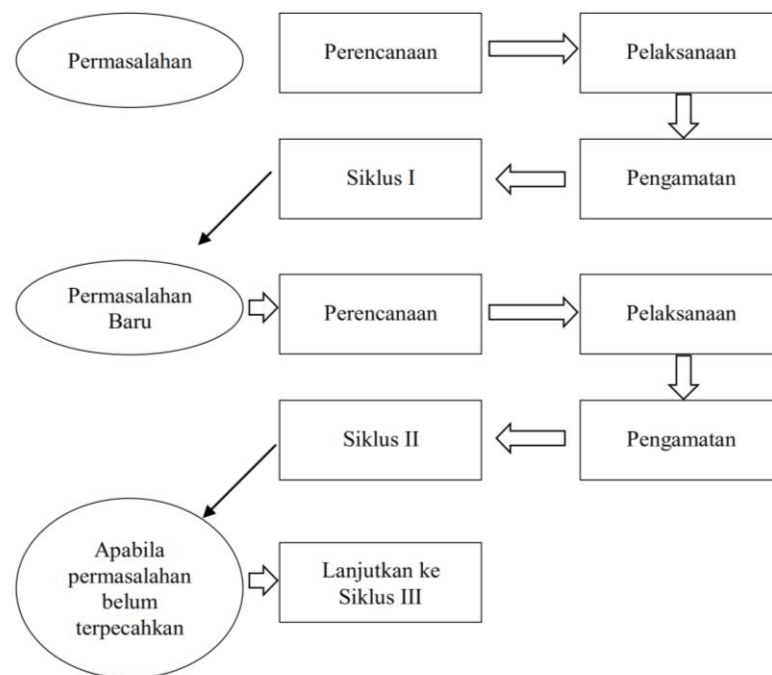 Permasalahan
Perencanaan
Pelaksanaan
Siklus I
Pengamatan
Permasalahan
Baru
Perencanaan
Pelaksanaan
Siklus II
Pengamatan
Apabila
permasalahan
belum
terpecahkan
Lanjutkan ke
Siklus III